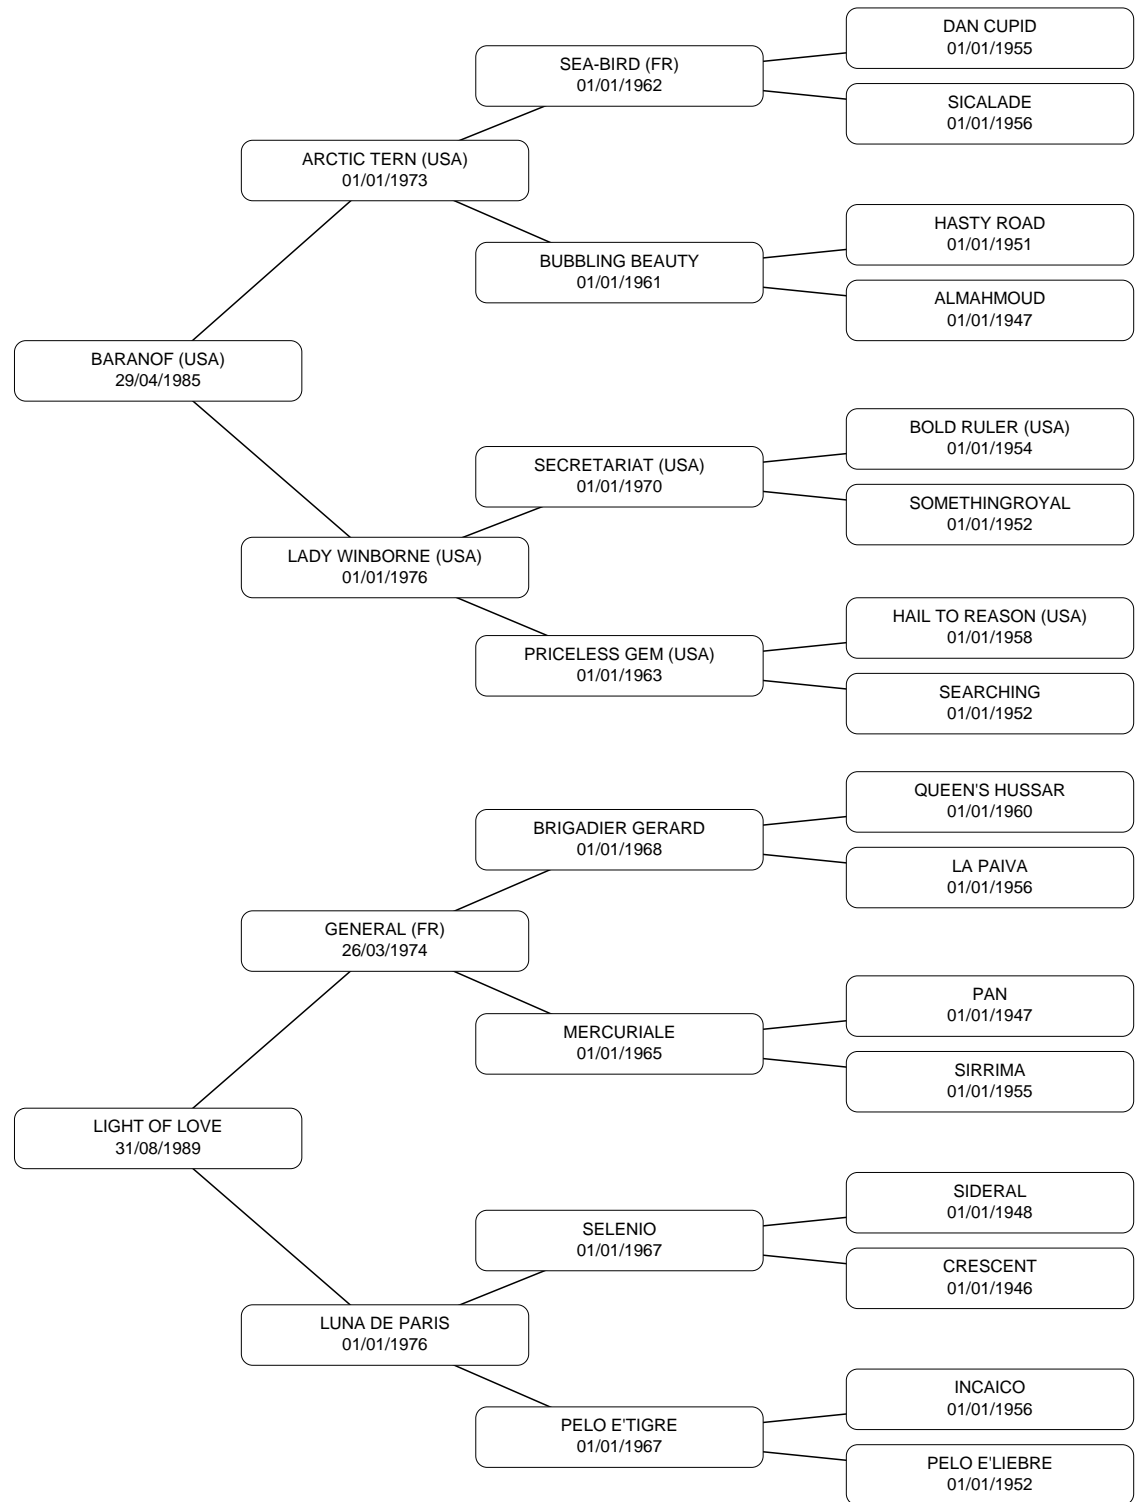 DAN CUPID
01/01/1955
SEA-BIRD (FR)
01/01/1962
SICALADE
01/01/1956
ARCTIC TERN (USA)
01/01/1973
HASTY ROAD
01/01/1951
BUBBLING BEAUTY
01/01/1961
ALMAHMOUD
01/01/1947
BARANOF (USA)
29/04/1985
BOLD RULER (USA)
01/01/1954
SECRETARIAT (USA)
01/01/1970
SOMETHINGROYAL
01/01/1952
LADY WINBORNE (USA)
01/01/1976
HAIL TO REASON (USA)
01/01/1958
PRICELESS GEM (USA)
01/01/1963
SEARCHING
01/01/1952
QUEEN'S HUSSAR
01/01/1960
BRIGADIER GERARD
01/01/1968
LA PAIVA
01/01/1956
GENERAL (FR)
26/03/1974
PAN
01/01/1947
MERCURIALE
01/01/1965
SIRRIMA
01/01/1955
LIGHT OF LOVE
31/08/1989
SIDERAL
01/01/1948
SELENIO
01/01/1967
CRESCENT
01/01/1946
LUNA DE PARIS
01/01/1976
INCAICO
01/01/1956
PELO E'TIGRE
01/01/1967
PELO E'LIEBRE
01/01/1952